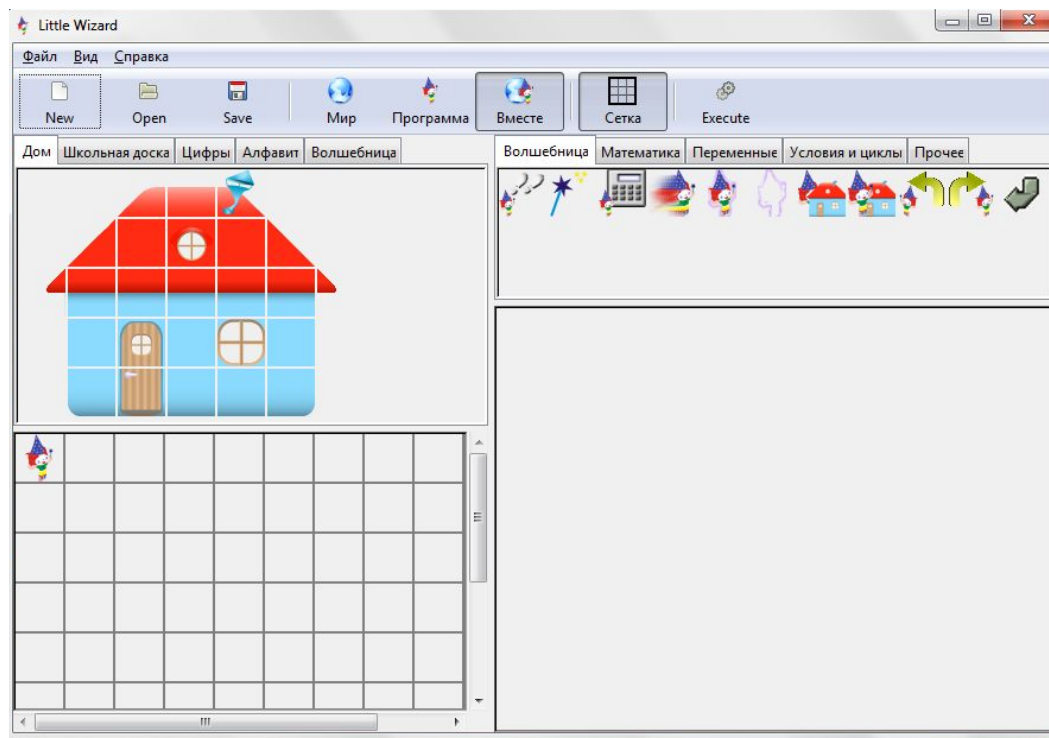 Little Wizard
Файл Вид Справка
New Open Save Мир Программа Вместе Сетка Execute
Дом Школьная доска Цифры Алфавит Волшебница
Волшебница Математика Переменные Условия и циклы Прочее